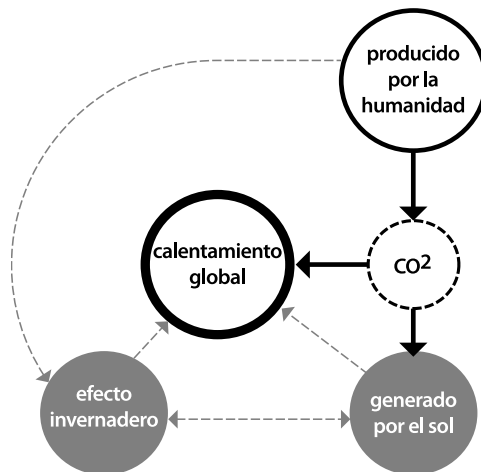 producido
por la
humanidad
calentamiento
global
CO²
efecto
invernadero
generado
por el sol